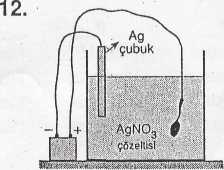 12.
Ag
çubuk
- +
AgNO₃
çözeltisi